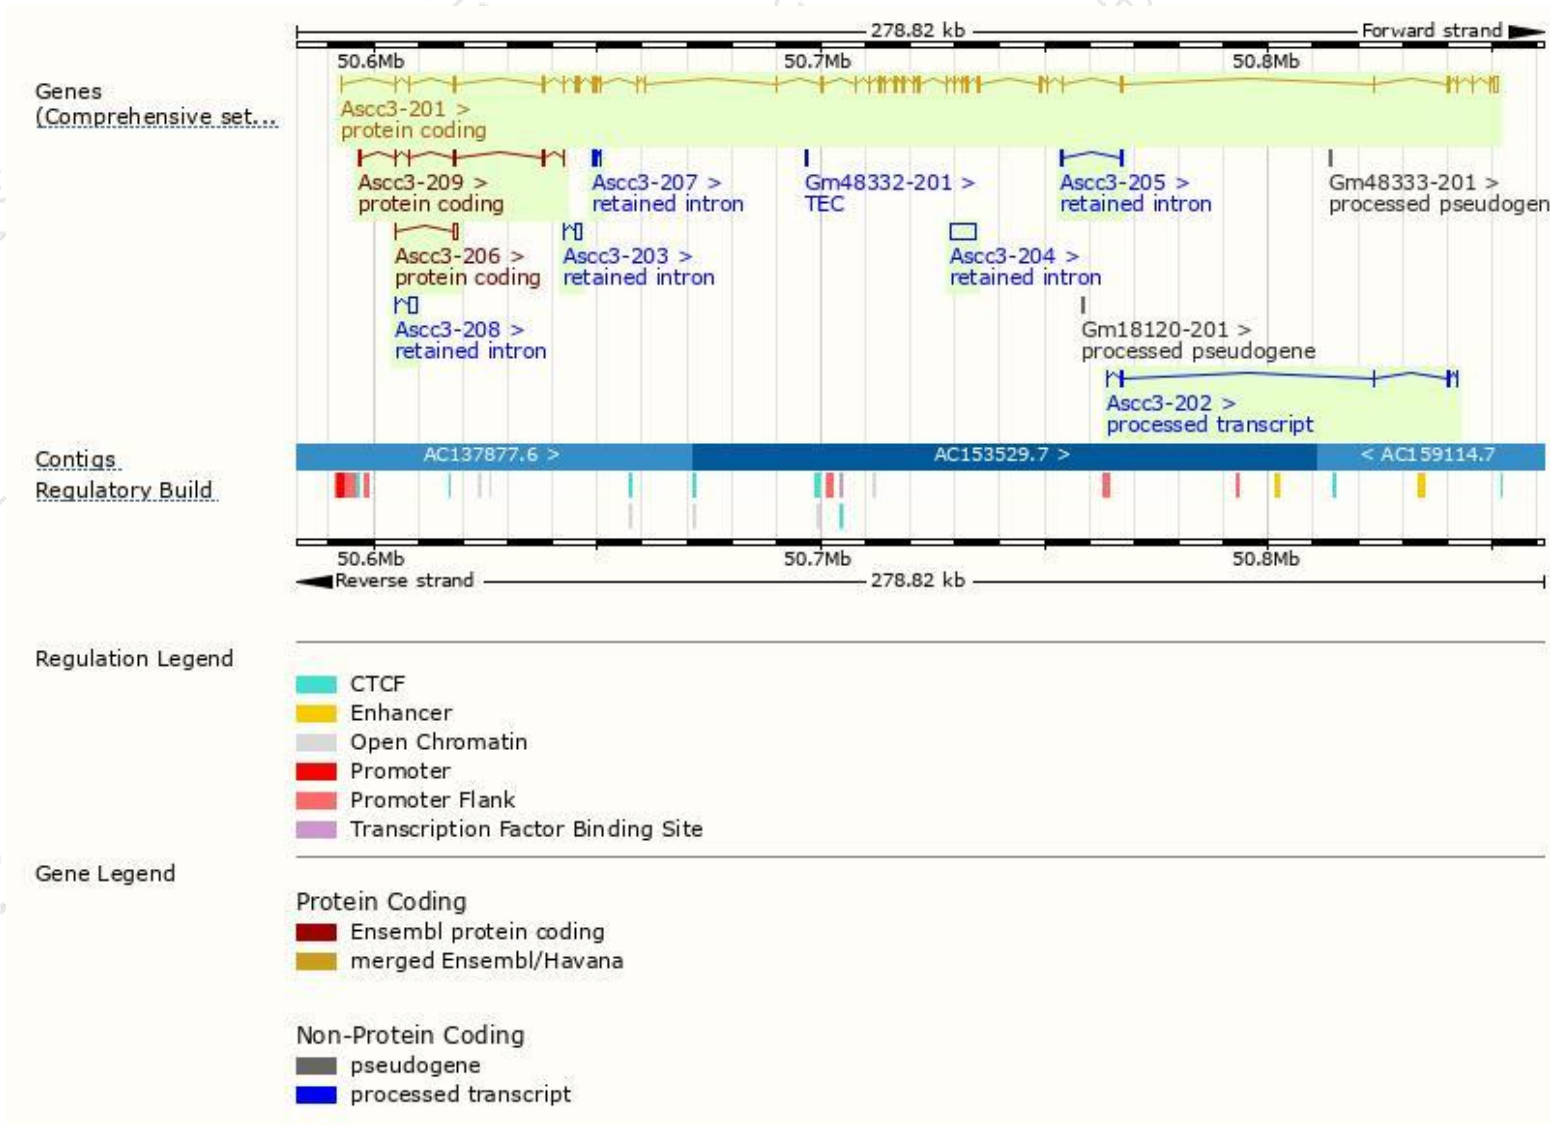 278.82 kb Forward strand
50.6Mb 50.7Mb 50.8Mb
Genes
(Comprehensive set...
Ascc3-201 >
protein coding
Ascc3-209 > Ascc3-207 > Gm48332-201 > Ascc3-205 > Gm48333-201 >
protein coding retained intron TEC retained intron processed pseudogen
Ascc3-206 > Ascc3-203 > Ascc3-204 >
protein coding retained intron retained intron
Ascc3-208 > Gm18120-201 >
retained intron processed pseudogene
Ascc3-202 >
processed transcript
Contigs AC137877.6 > AC153529.7 > < AC159114.7
Regulatory Build
50.6Mb 50.7Mb 50.8Mb
Reverse strand 278.82 kb
Regulation Legend
CTCF
Enhancer
Open Chromatin
Promoter
Promoter Flank
Transcription Factor Binding Site
Gene Legend
Protein Coding
Ensembl protein coding
merged Ensembl/Havana
Non-Protein Coding
pseudogene
processed transcript